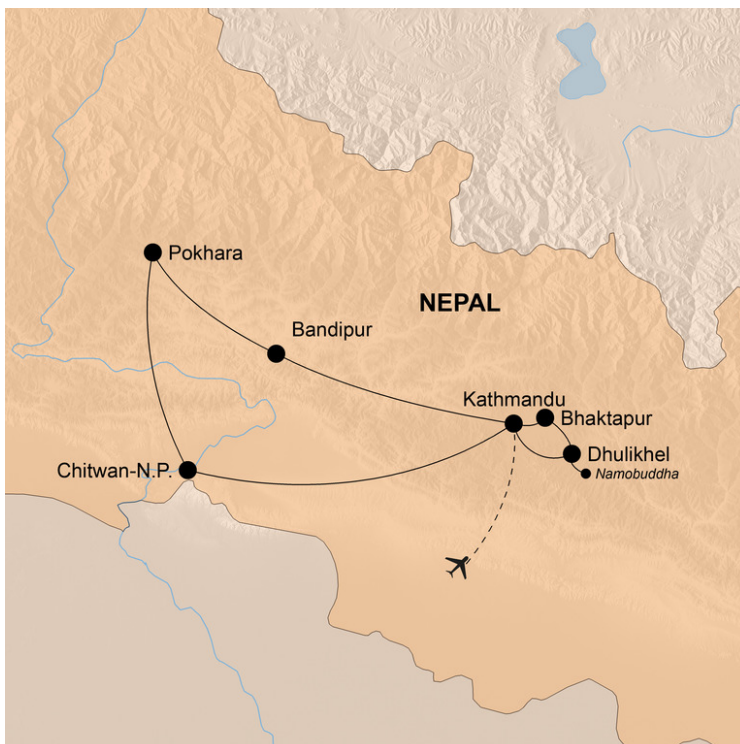 Pokhara
NEPAL
Bandipur
Kathmandu
Bhaktapur
Dhulikhel
Chitwan-N.P.
Namobuddha